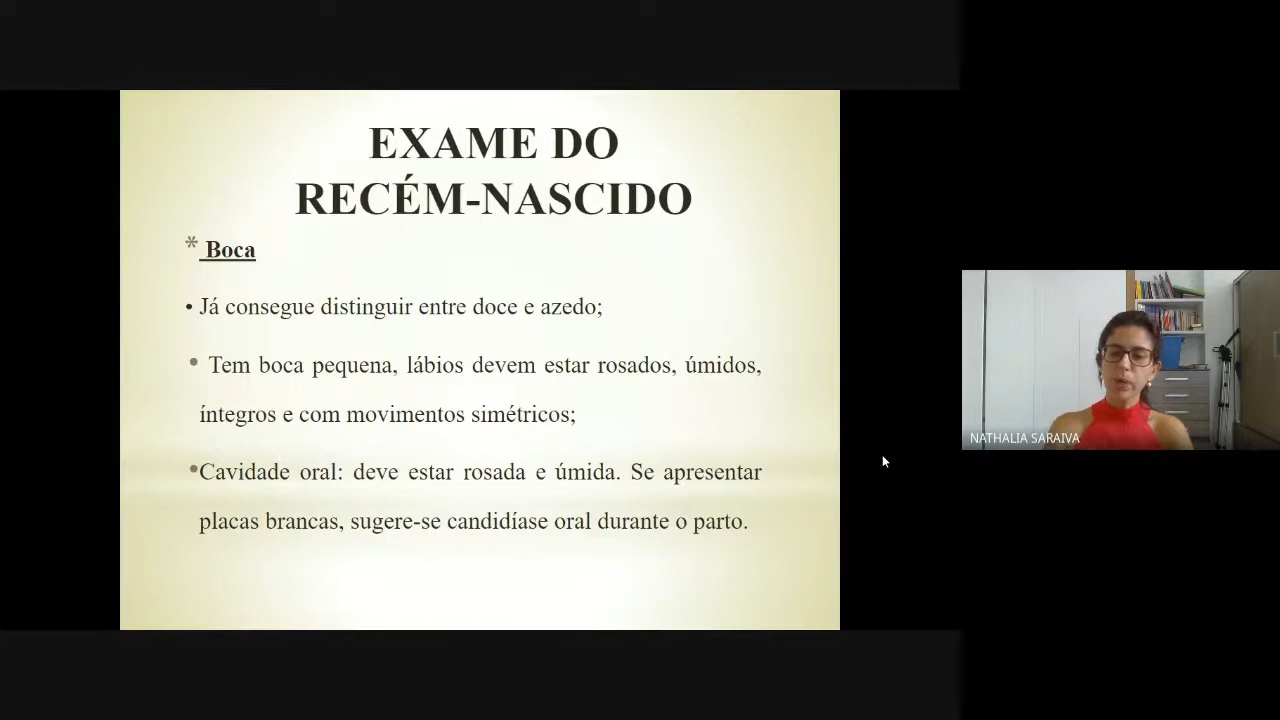 EXAME DO
RECÉM-NASCIDO
* Boca
• Já consegue distinguir entre doce e azedo;
• Tem boca pequena, lábios devem estar rosados, úmidos,
íntegros e com movimentos simétricos;
•Cavidade oral: deve estar rosada e úmida. Se apresentar
placas brancas, sugere-se candidíase oral durante o parto.
NATHALIA SARAIVA